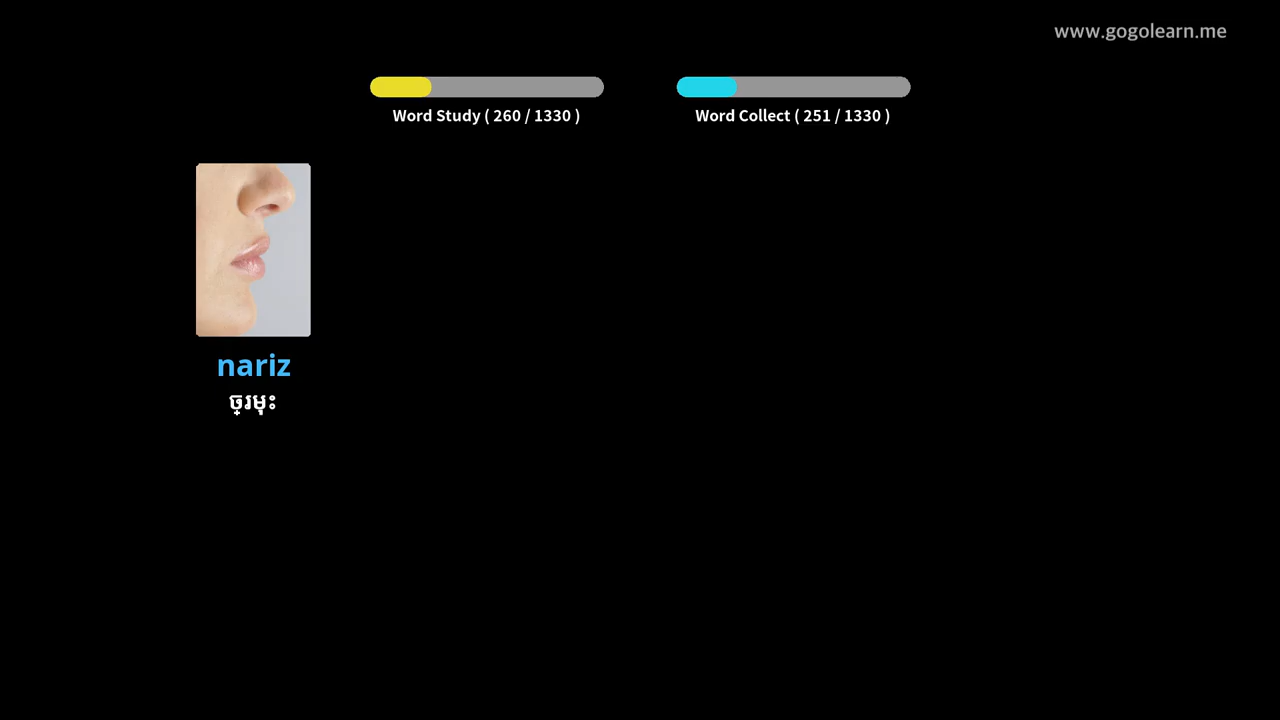 www.gogolearn.me
Word Study ( 260 / 1330 )
Word Collect ( 251 / 1330 )
nariz
ច្រមុះ